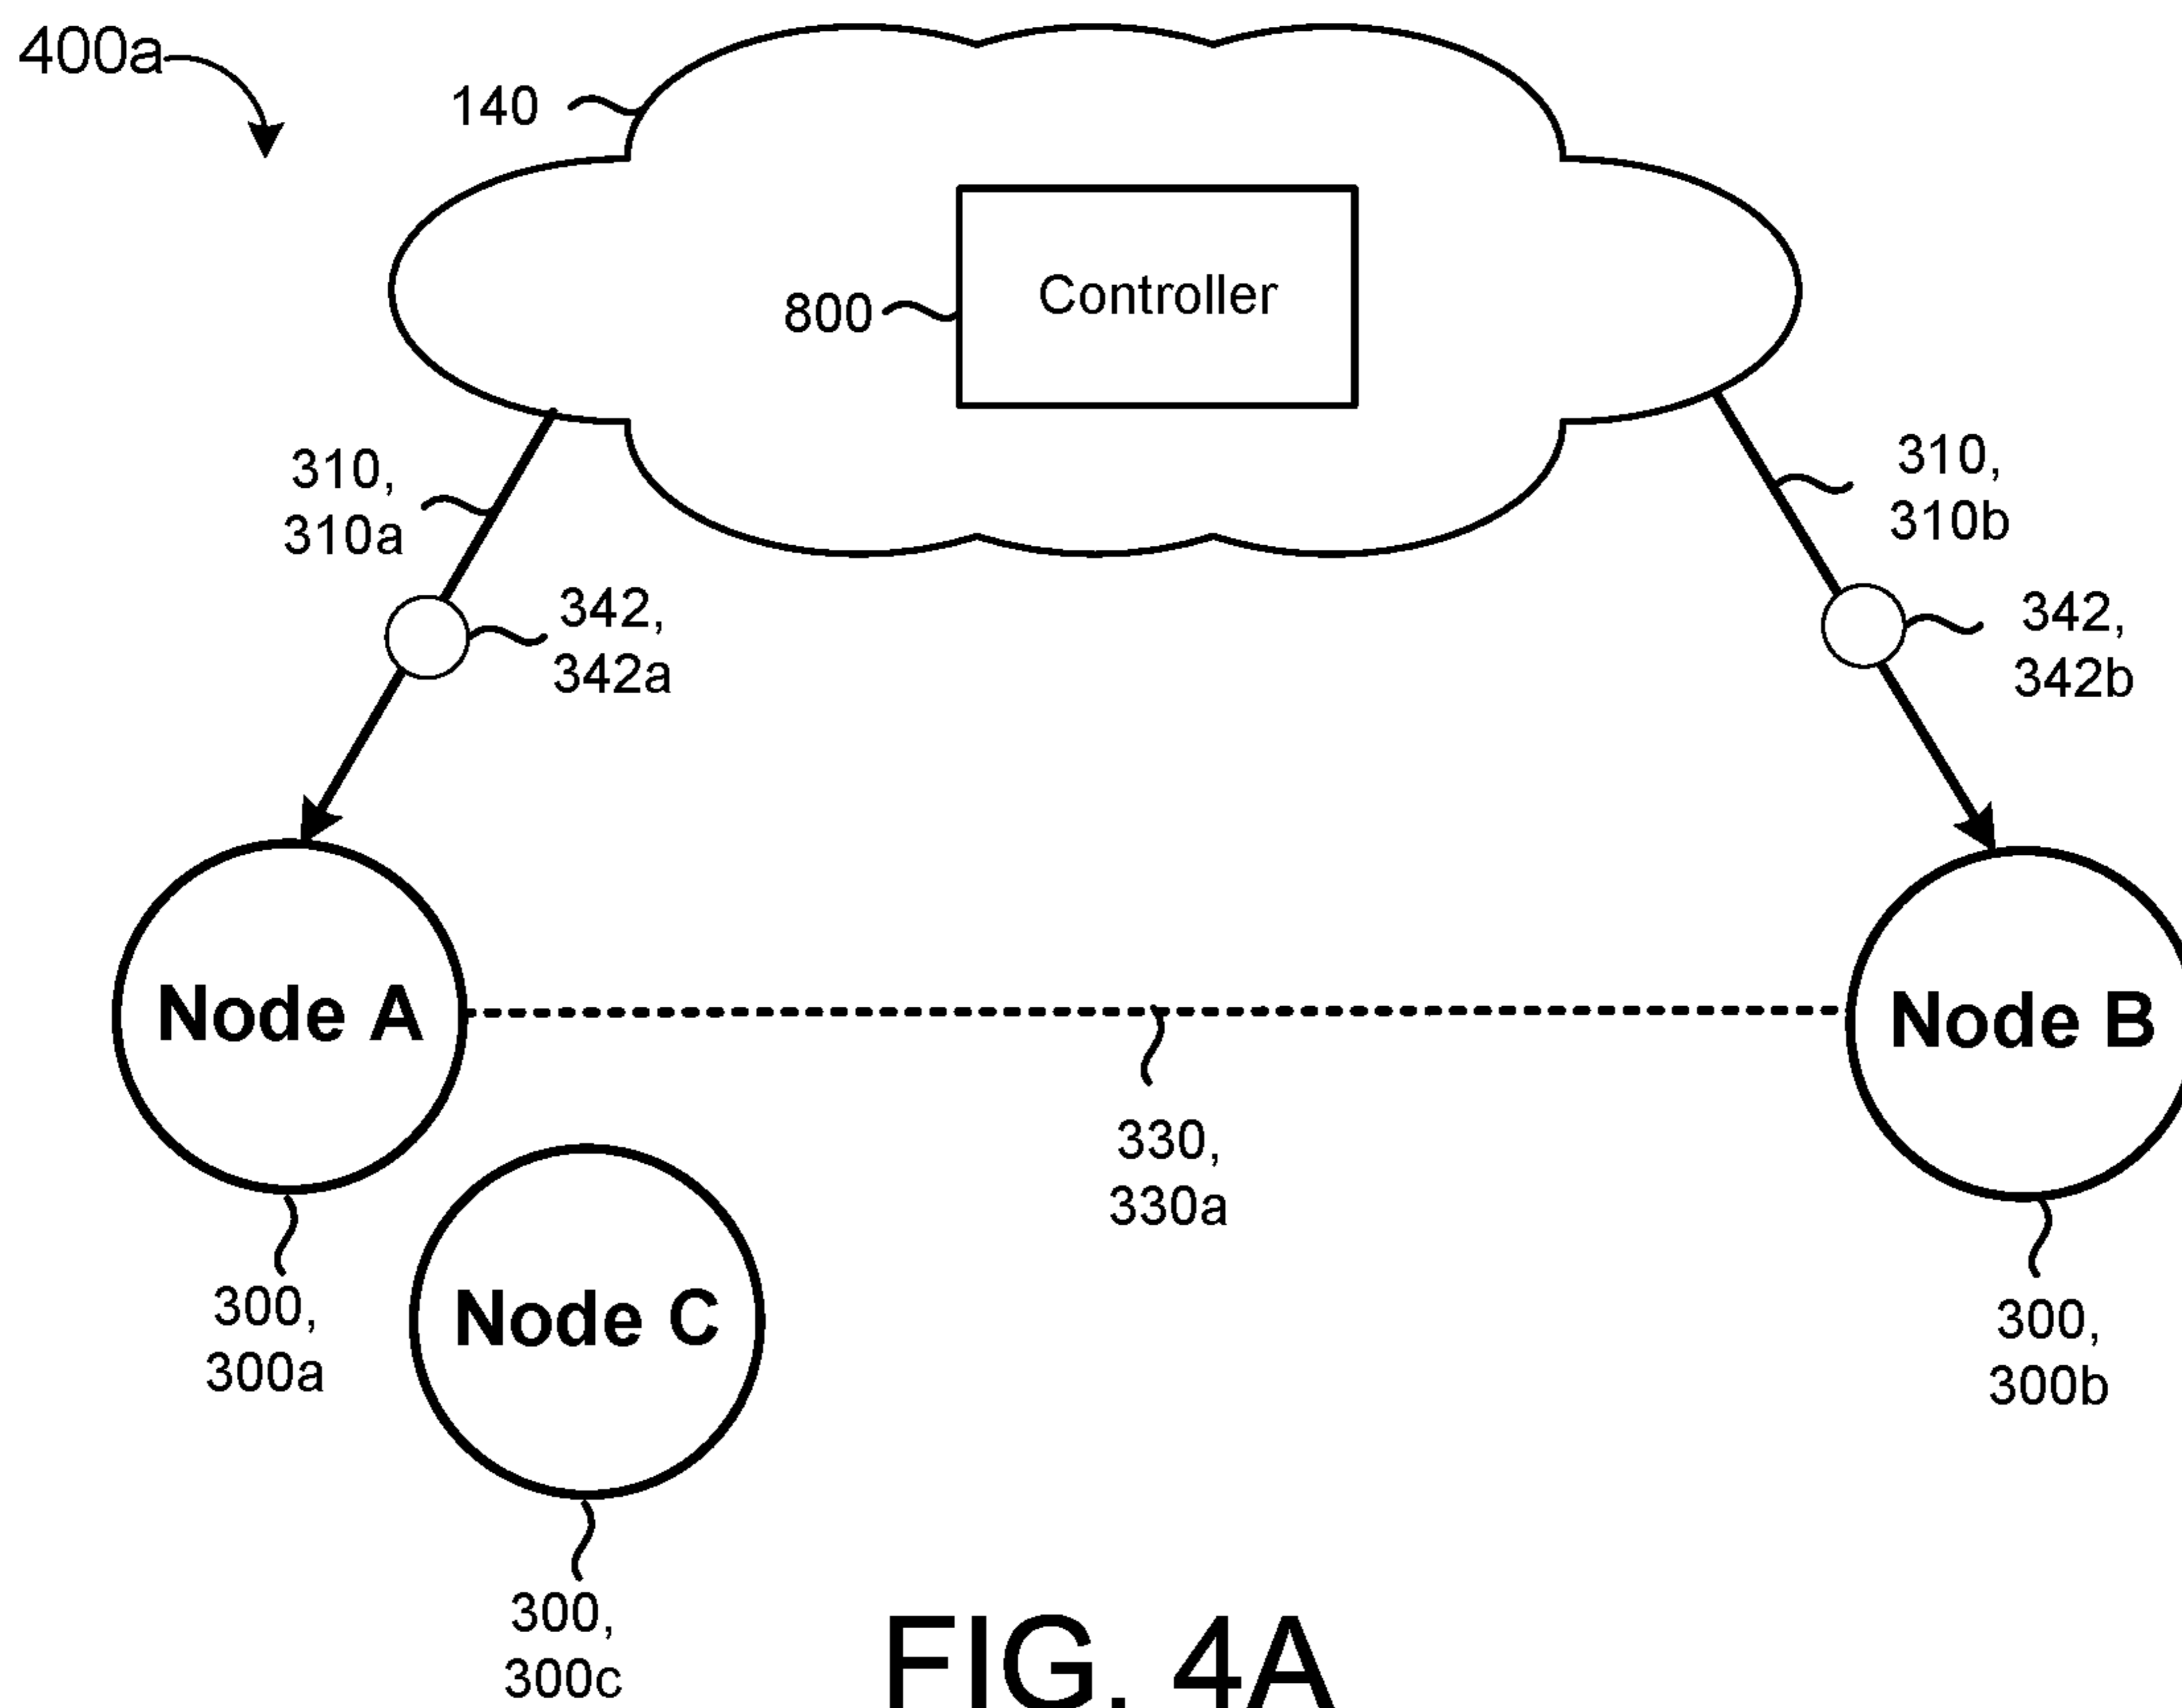 400a
140
800
Controller
310,
310a
310,
310b
342,
342a
342,
342b
Node A
Node B
330,
330a
300,
300a
Node C
300,
300b
300,
300c
FIG. 4A